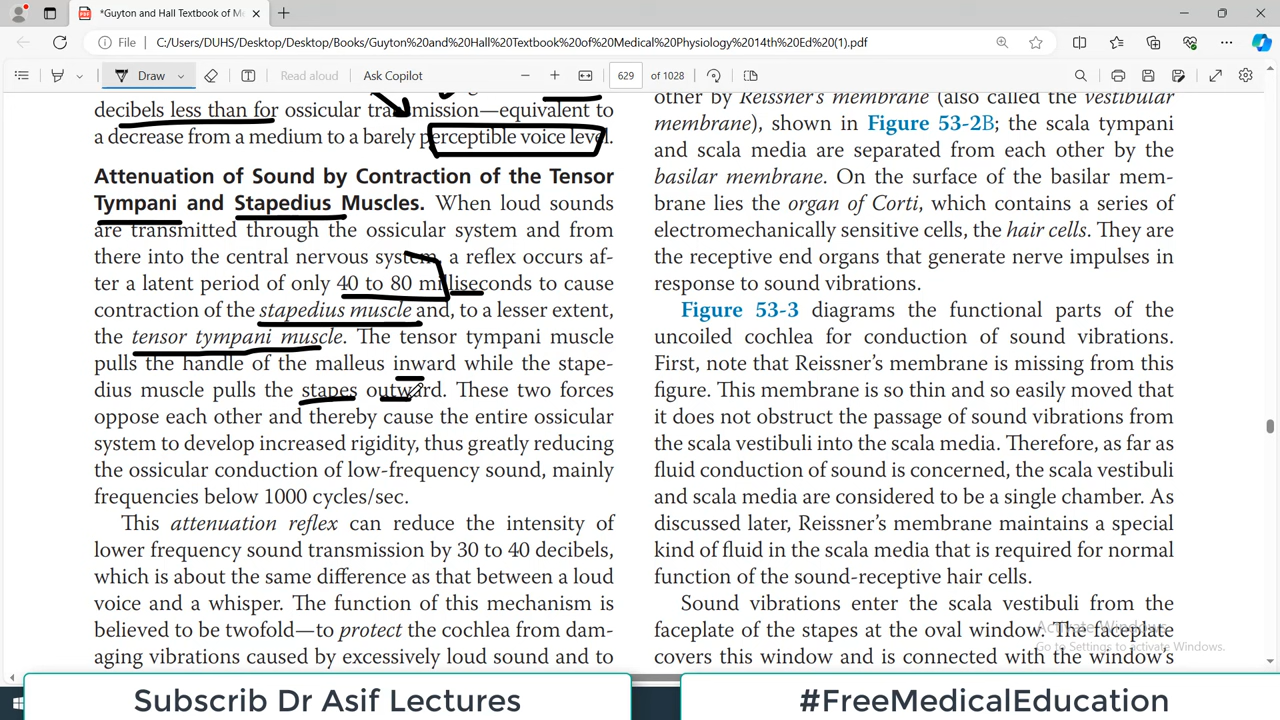 *Guyton and Hall Textbook of Me
File
C:/Users/DUHS/Desktop/Desktop/Books/Guyton%20and%20Hall%20Textbook%20of%20Medical%20Physiology%2014th%20Ed%20(1).pdf
Draw
Read aloud
Ask Copilot
629
of 1028
decibels less than for ossicular transmission—equivalent to
a decrease from a medium to a barely perceptible voice level.
Attenuation of Sound by Contraction of the Tensor
Tympani and Stapedius Muscles. When loud sounds
are transmitted through the ossicular system and from
there into the central nervous system, a reflex occurs af-
ter a latent period of only 40 to 80 milliseconds to cause
contraction of the stapedius muscle and, to a lesser extent,
the tensor tympani muscle. The tensor tympani muscle
pulls the handle of the malleus inward while the stape-
dius muscle pulls the stapes outward. These two forces
oppose each other and thereby cause the entire ossicular
system to develop increased rigidity, thus greatly reducing
the ossicular conduction of low-frequency sound, mainly
frequencies below 1000 cycles/sec.
This attenuation reflex can reduce the intensity of
lower frequency sound transmission by 30 to 40 decibels,
which is about the same difference as that between a loud
voice and a whisper. The function of this mechanism is
believed to be twofold—to protect the cochlea from dam-
aging vibrations caused by excessively loud sound and to
other by Reissner's membrane (also called the vestibular
membrane), shown in Figure 53-2B; the scala tympani
and scala media are separated from each other by the
basilar membrane. On the surface of the basilar mem-
brane lies the organ of Corti, which contains a series of
electromechanically sensitive cells, the hair cells. They are
the receptive end organs that generate nerve impulses in
response to sound vibrations.
Figure 53-3 diagrams the functional parts of the
uncoiled cochlea for conduction of sound vibrations.
First, note that Reissner's membrane is missing from this
figure. This membrane is so thin and so easily moved that
it does not obstruct the passage of sound vibrations from
the scala vestibuli into the scala media. Therefore, as far as
fluid conduction of sound is concerned, the scala vestibuli
and scala media are considered to be a single chamber. As
discussed later, Reissner's membrane maintains a special
kind of fluid in the scala media that is required for normal
function of the sound-receptive hair cells.
Sound vibrations enter the scala vestibuli from the
faceplate of the stapes at the oval window. The faceplate
covers this window and is connected with the window's
Activate Windows
Go to Settings to activate Windows.
Subscrib Dr Asif Lectures
#FreeMedicalEducation